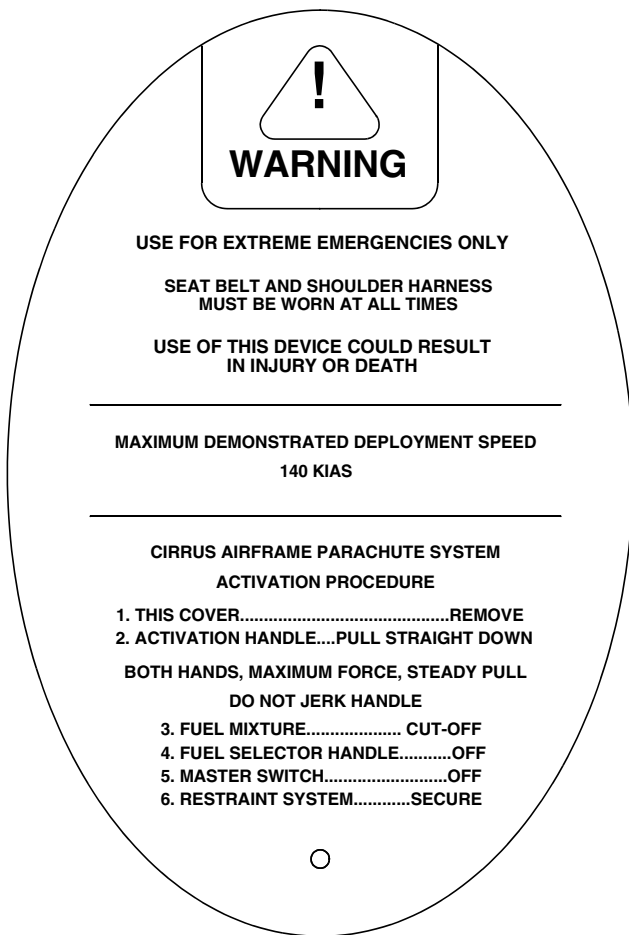 !
WARNING
USE FOR EXTREME EMERGENCIES ONLY
SEAT BELT AND SHOULDER HARNESS
MUST BE WORN AT ALL TIMES
USE OF THIS DEVICE COULD RESULT
IN INJURY OR DEATH
MAXIMUM DEMONSTRATED DEPLOYMENT SPEED
140 KIAS
CIRRUS AIRFRAME PARACHUTE SYSTEM
ACTIVATION PROCEDURE
1. THIS COVER............................................REMOVE
2. ACTIVATION HANDLE....PULL STRAIGHT DOWN
BOTH HANDS, MAXIMUM FORCE, STEADY PULL
DO NOT JERK HANDLE
3. FUEL MIXTURE.................... CUT-OFF
4. FUEL SELECTOR HANDLE...........OFF
5. MASTER SWITCH..........................OFF
6. RESTRAINT SYSTEM............SECURE